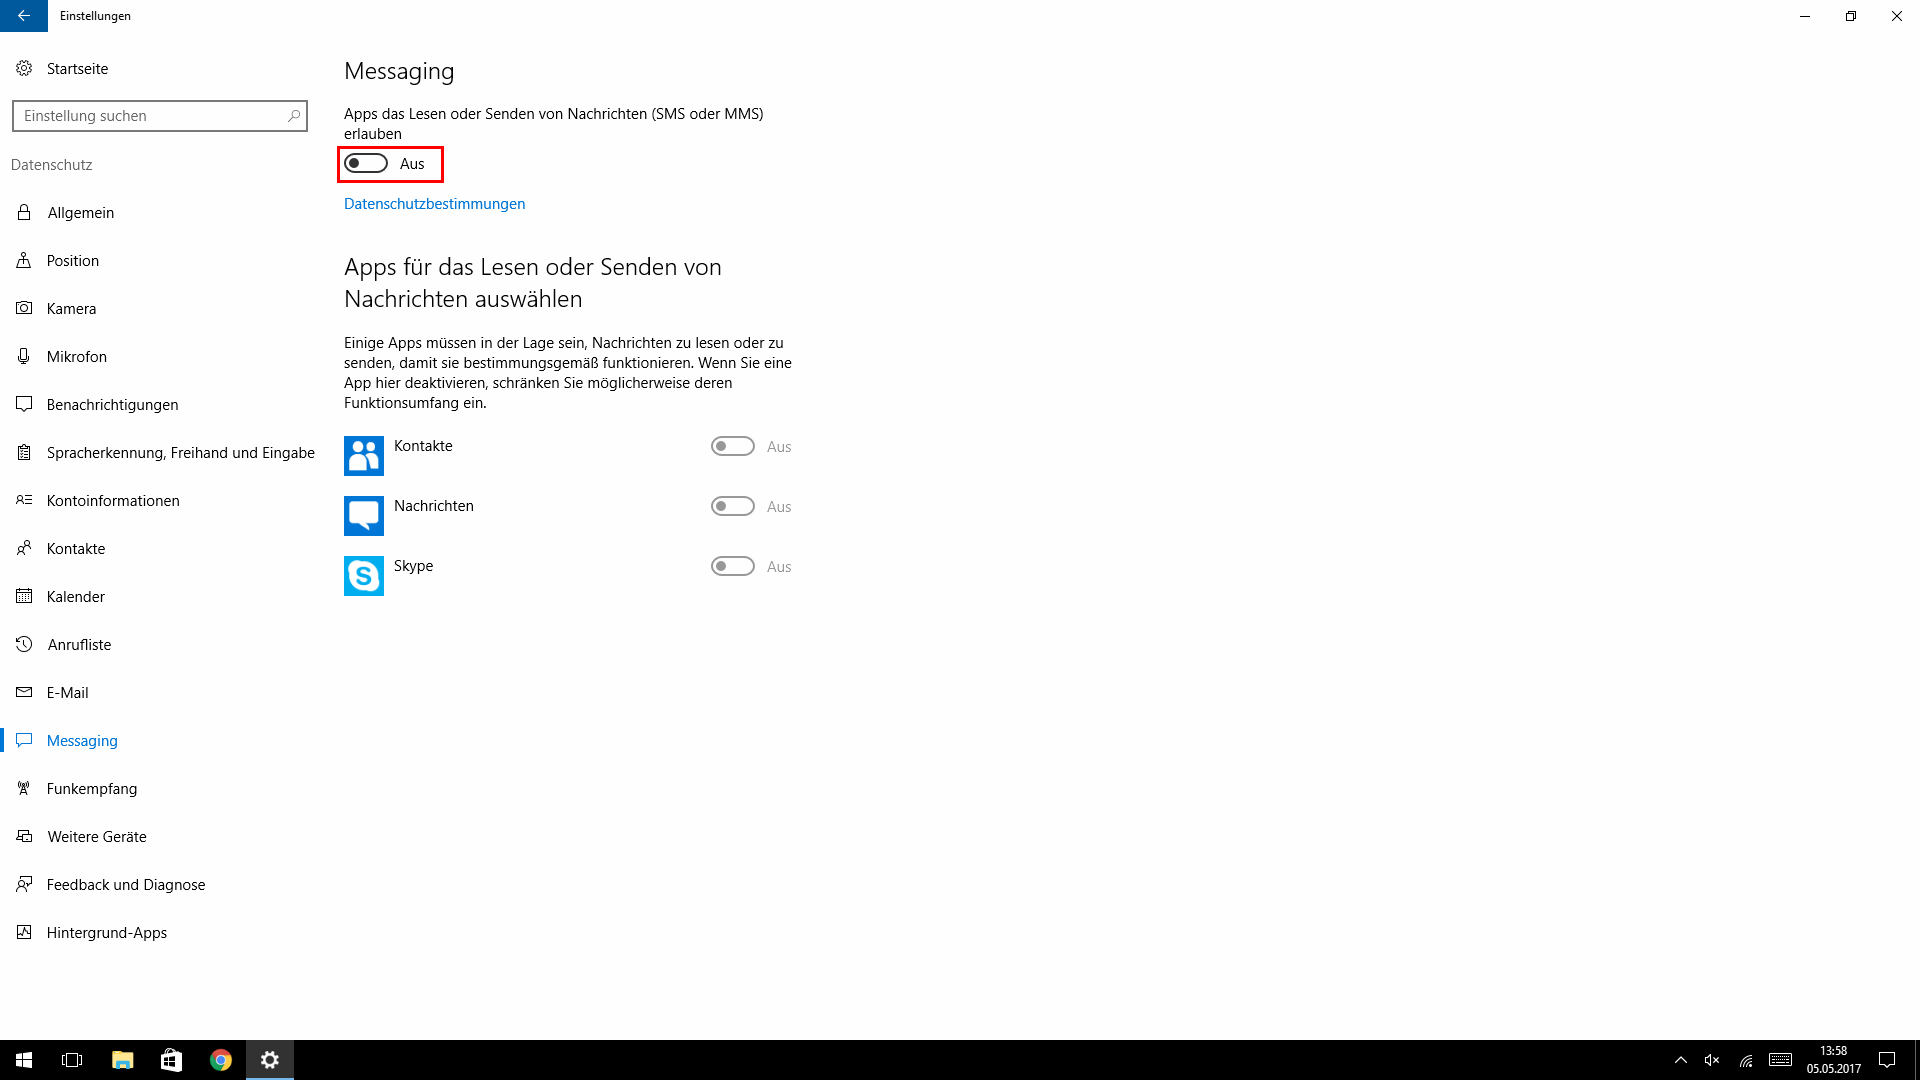 Einstellungen
Startseite
Einstellung suchen
Datenschutz
Allgemein
Position
Kamera
Mikrofon
Benachrichtigungen
Spracherkennung, Freihand und Eingabe
Kontoinformationen
Kontakte
Kalender
Anrufliste
E-Mail
Messaging
Funkempfang
Weitere Geräte
Feedback und Diagnose
Hintergrund-Apps
Messaging
Apps das Lesen oder Senden von Nachrichten (SMS oder MMS)
erlauben
Aus
Datenschutzbestimmungen
Apps für das Lesen oder Senden von
Nachrichten auswählen
Einige Apps müssen in der Lage sein, Nachrichten zu lesen oder zu
senden, damit sie bestimmungsgemäß funktionieren. Wenn Sie eine
App hier deaktivieren, schränken Sie möglicherweise deren
Funktionsumfang ein.
Kontakte Aus
Nachrichten Aus
Skype Aus
13:58
05.05.2017